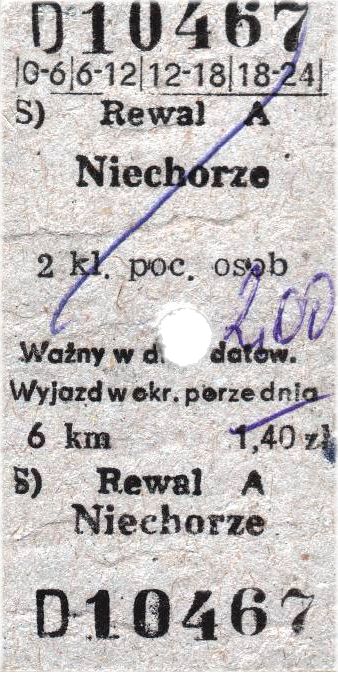 D10467
|0-6|6-12|12-18|18-24|
S) Rewal A
Niechorze
2 kl. poc. osob
2,00
Ważny w d. datow.
Wyjazd w okr. porze dnia
6 km 1,40 zł
S) Rewal A
Niechorze
D10467